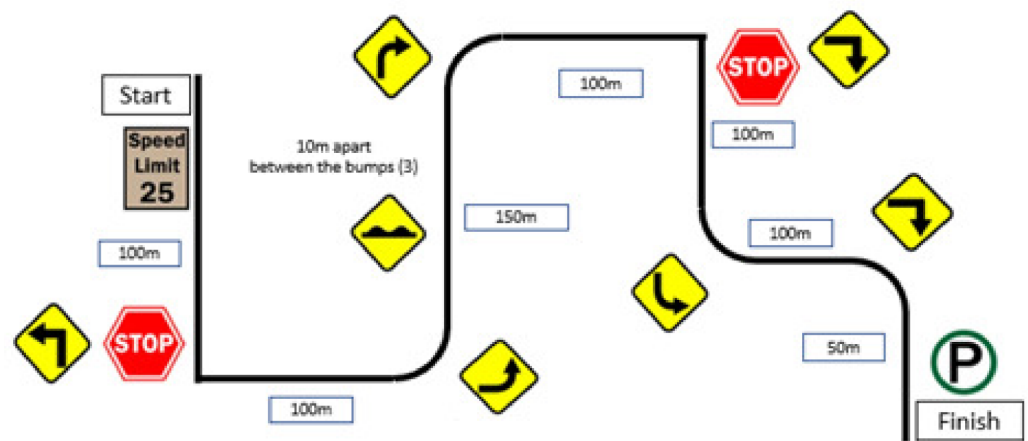 Start
Speed
Limit
25
100m
STOP
100m
10m apart
between the bumps (3)
150m
100m
STOP
100m
100m
50m
P
Finish